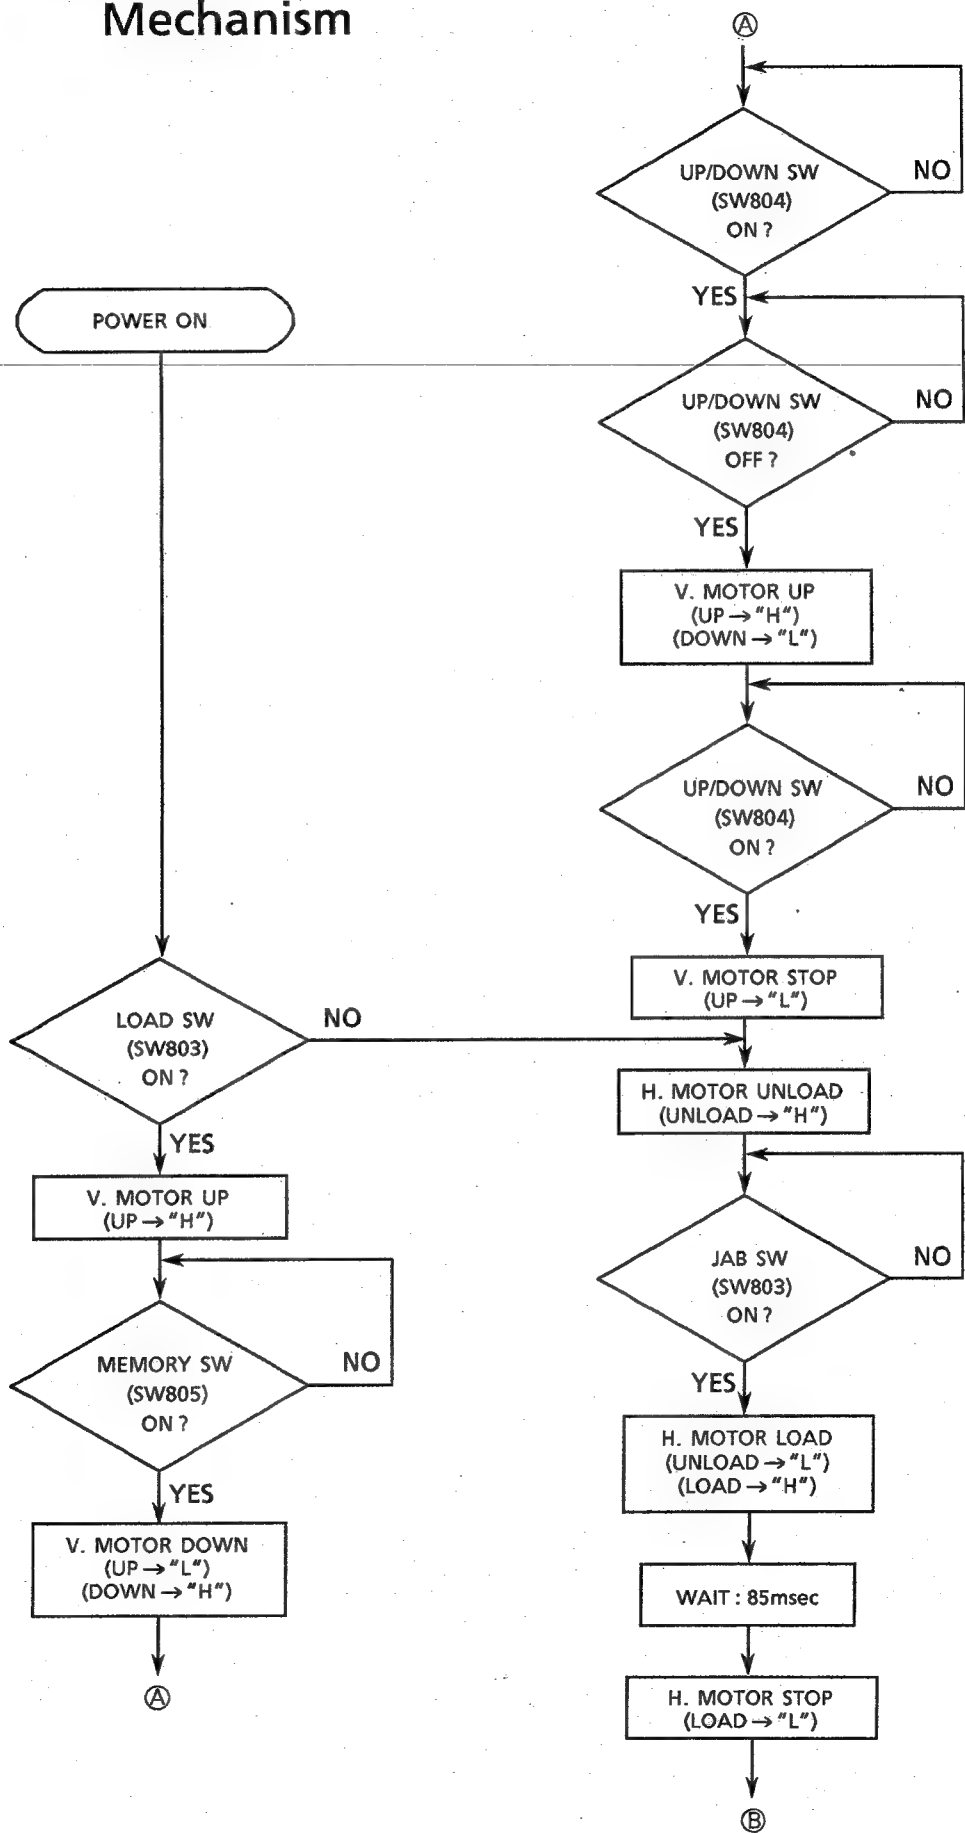 Mechanism
POWER ON
LOAD SW
(SW803)
ON ?
NO
YES
V. MOTOR UP
(UP → "H")
MEMORY SW
(SW805)
ON ?
NO
YES
V. MOTOR DOWN
(UP → "L")
(DOWN → "H")
Ⓐ
Ⓐ
UP/DOWN SW
(SW804)
ON ?
NO
YES
UP/DOWN SW
(SW804)
OFF ?
NO
YES
V. MOTOR UP
(UP → "H")
(DOWN → "L")
UP/DOWN SW
(SW804)
ON ?
NO
YES
V. MOTOR STOP
(UP → "L")
H. MOTOR UNLOAD
(UNLOAD → "H")
JAB SW
(SW803)
ON ?
NO
YES
H. MOTOR LOAD
(UNLOAD → "L")
(LOAD → "H")
WAIT : 85msec
H. MOTOR STOP
(LOAD → "L")
Ⓑ